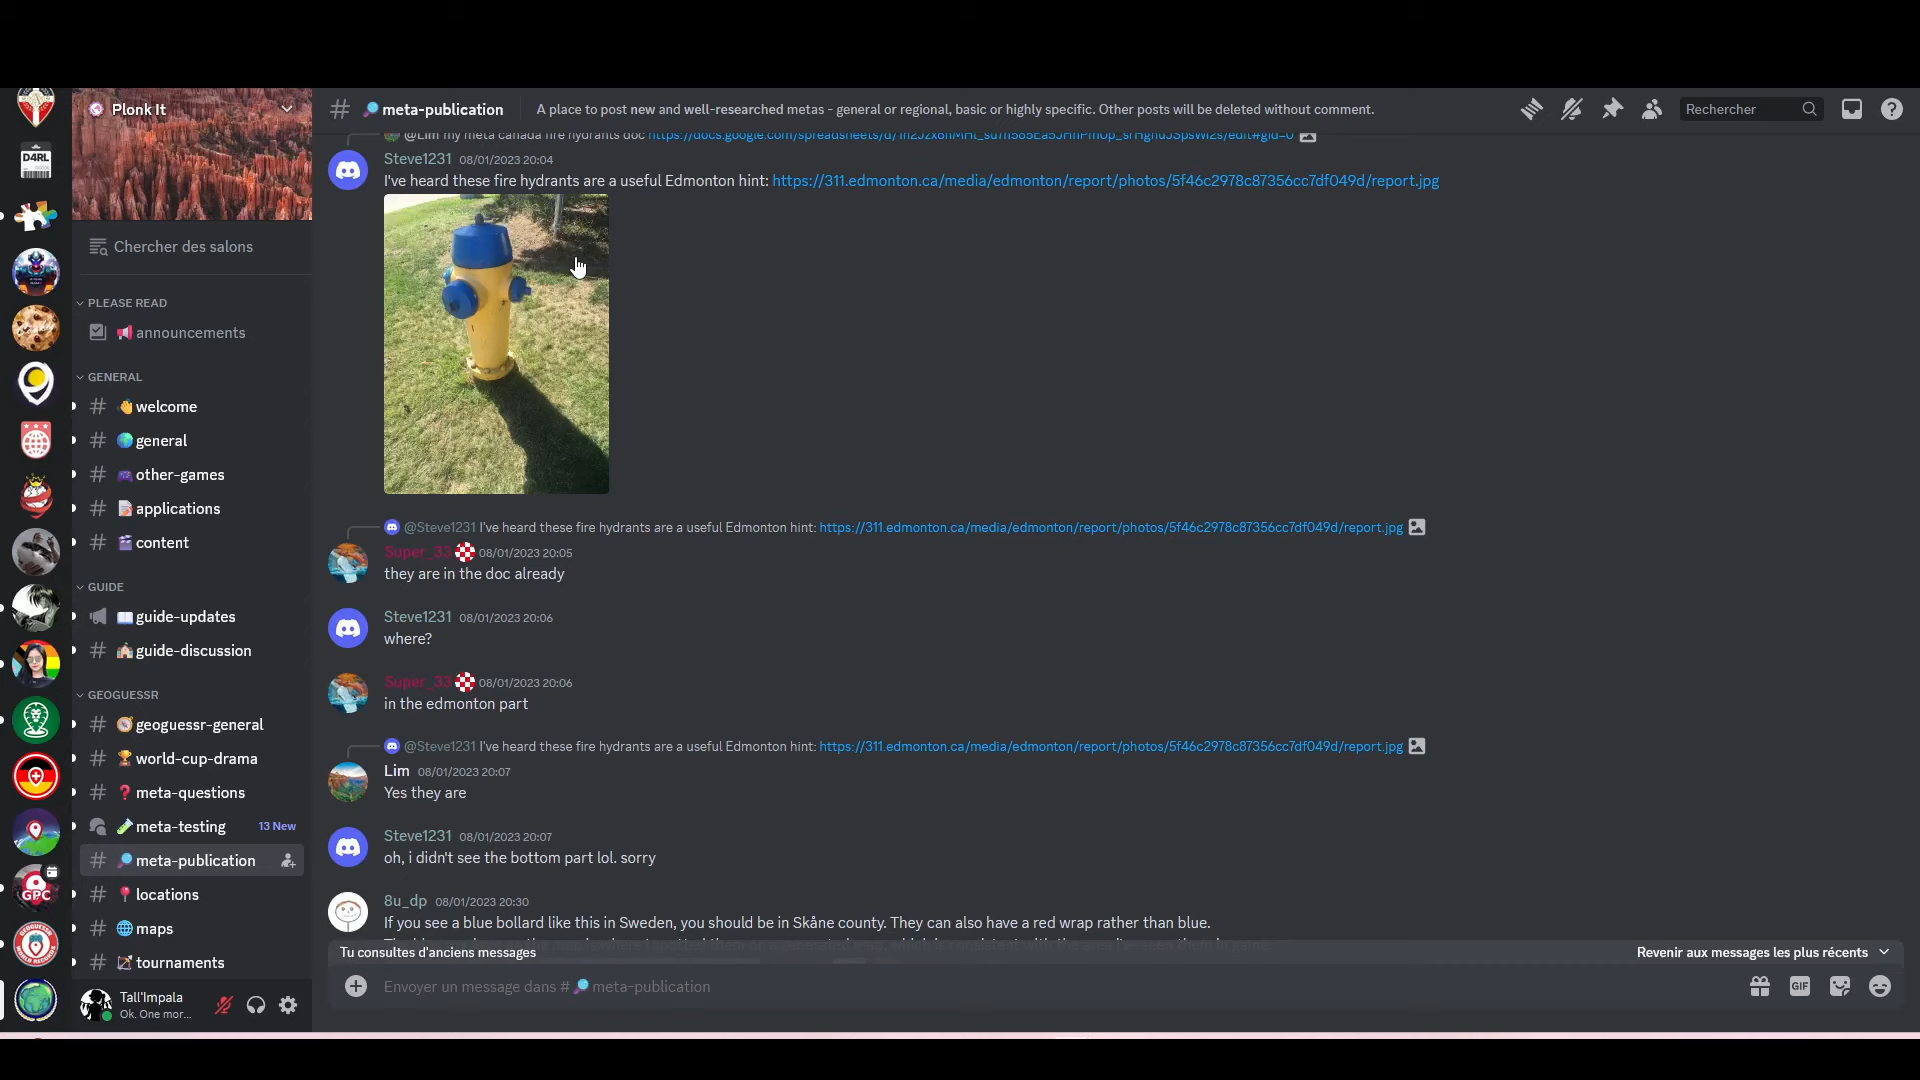 D4RL
GPC
Plonk It
Chercher des salons
PLEASE READ
announcements
GENERAL
welcome
general
other-games
applications
content
GUIDE
guide-updates
guide-discussion
GEOGUESSR
geoguessr-general
world-cup-drama
meta-questions
meta-testing 13 New
meta-publication
locations
maps
tournaments
Tall'Impala
Ok. One mor...
meta-publication A place to post new and well-researched metas - general or regional, basic or highly specific. Other posts will be deleted without comment. Rechercher
@Lim my meta canada fire hydrants doc
Steve1231 08/01/2023 20:04
I've heard these fire hydrants are a useful Edmonton hint: https://311.edmonton.ca/media/edmonton/report/photos/5f46c2978c87356cc7df049d/report.jpg
@Steve1231 I've heard these fire hydrants are a useful Edmonton hint: https://311.edmonton.ca/media/edmonton/report/photos/5f46c2978c87356cc7df049d/report.jpg
Super_33 08/01/2023 20:05
they are in the doc already
Steve1231 08/01/2023 20:06
where?
Super_33 08/01/2023 20:06
in the edmonton part
@Steve1231 I've heard these fire hydrants are a useful Edmonton hint: https://311.edmonton.ca/media/edmonton/report/photos/5f46c2978c87356cc7df049d/report.jpg
Lim 08/01/2023 20:07
Yes they are
Steve1231 08/01/2023 20:07
oh, i didn't see the bottom part lol. sorry
8u_dp 08/01/2023 20:30
If you see a blue bollard like this in Sweden, you should be in Skåne county. They can also have a red wrap rather than blue.
Tu consultes d'anciens messages Revenir aux messages les plus récents
Envoyer un message dans # meta-publication
GIF